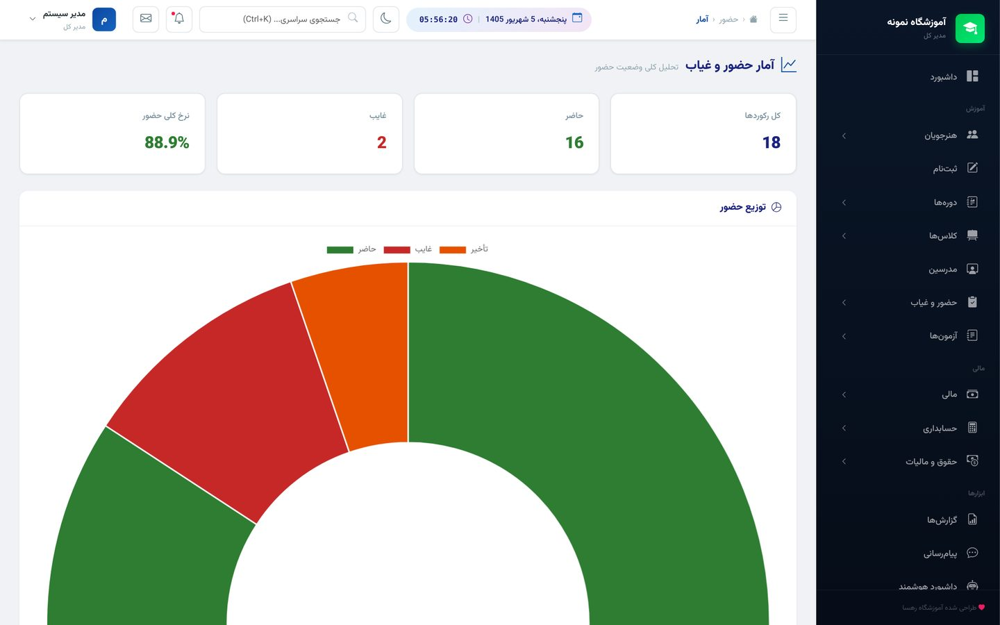 آموزشگاه نمونه
مدیر کل
داشبورد
آموزش
هنرجویان
ثبت‌نام
دوره‌ها
کلاس‌ها
مدرسین
حضور و غیاب
آزمون‌ها
مالی
مالی
حسابداری
حقوق و مالیات
ابزارها
گزارش‌ها
پیام‌رسانی
داشبورد هوشمند
طراحی شده آموزشگاه رهسا
حضور ‹ آمار
پنجشنبه، 5 شهریور 1405 | 05:56:20
جستجوی سراسری... (Ctrl+K)
م
مدیر سیستم
مدیر کل
آمار حضور و غیاب تحلیل کلی وضعیت حضور
کل رکوردها
18
حاضر
16
غایب
2
نرخ کلی حضور
88.9%
توزیع حضور
تأخیر غایب حاضر